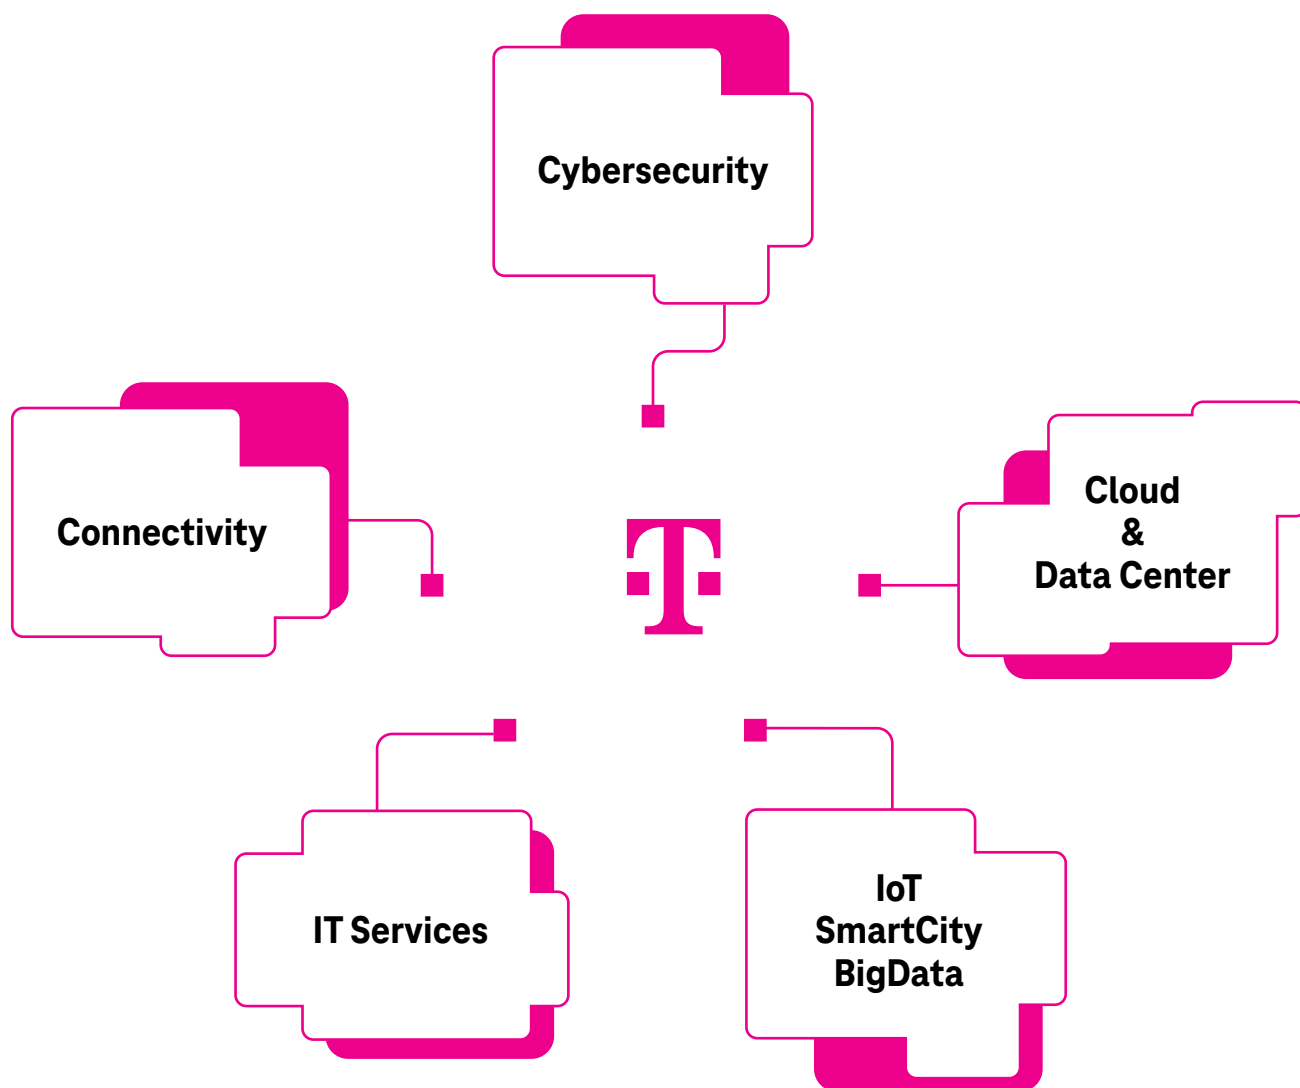 Cybersecurity
Connectivity
Cloud
&
Data Center
T
IT Services
IoT
SmartCity
BigData